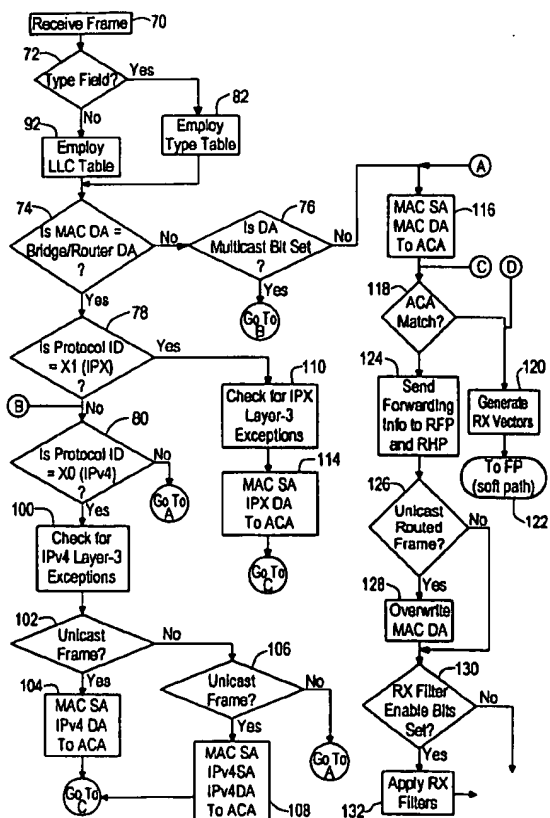 Receive Frame
70
72
Type Field?
Yes
No
82
Employ
Type Table
92
Employ
LLC Table
74
Is MAC DA =
Bridge/Router DA
?
No
Yes
76
Is DA
Multicast Bit Set
?
No
Yes
Go To
B
78
Is Protocol ID
= X1 (IPX)
?
Yes
No
B
80
Is Protocol ID
= X0 (IPv4)
?
No
Yes
Go To
A
110
Check for IPX
Layer-3
Exceptions
114
MAC SA
IPX DA
To ACA
Go To
C
100
Check for
IPv4 Layer-3
Exceptions
102
Unicast
Frame?
No
Yes
104
MAC SA
IPv4 DA
To ACA
Go To
C
106
Unicast
Frame?
No
Yes
Go To
A
MAC SA
IPv4SA
IPv4DA
To ACA
108
A
MAC SA
MAC DA
To ACA
116
C
D
118
ACA
Match?
120
Generate
RX Vectors
To FP
(soft path)
122
124
Send
Forwarding
Info to RFP
and RHP
126
Unicast
Routed
Frame?
No
Yes
128
Overwrite
MAC DA
130
RX Filter
Enable Bits
Set?
No
Yes
Apply RX
Filters
132